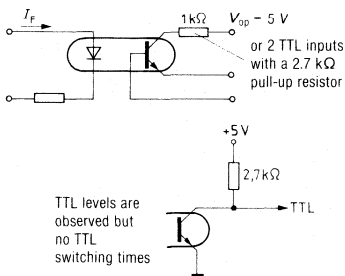 I_F
1kΩ
V_op – 5 V
or 2 TTL inputs
with a 2.7 kΩ
pull-up resistor
+5V
2,7kΩ
TTL
TTL levels are
observed but
no TTL
switching times